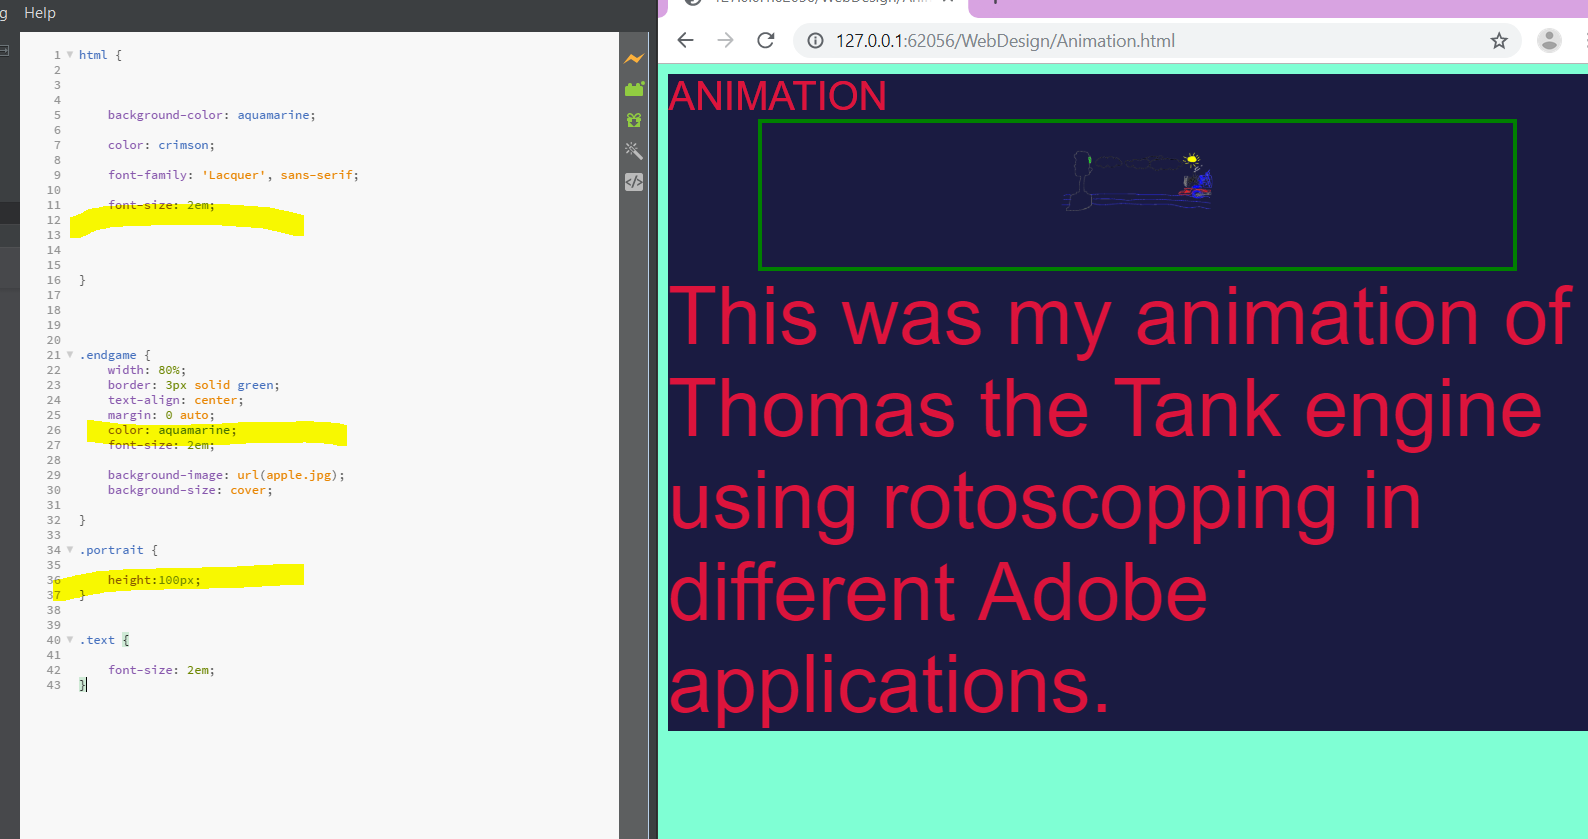 g Help
1 html {
2
3
4
5 background-color: aquamarine;
6
7 color: crimson;
8
9 font-family: 'Lacquer', sans-serif;
10
11 font-size: 2em;
12
13
14
15
16 }
17
18
19
20
21 .endgame {
22 width: 80%;
23 border: 3px solid green;
24 text-align: center;
25 margin: 0 auto;
26 color: aquamarine;
27 font-size: 2em;
28
29 background-image: url(apple.jpg);
30 background-size: cover;
31
32 }
33
34 .portrait {
35
36 height:100px;
37 }
38
39
40 .text {
41
42 font-size: 2em;
43 }
127.0.0.1:62056/WebDesign/Animation.html
ANIMATION
This was my animation of
Thomas the Tank engine
using rotoscopping in
different Adobe
applications.